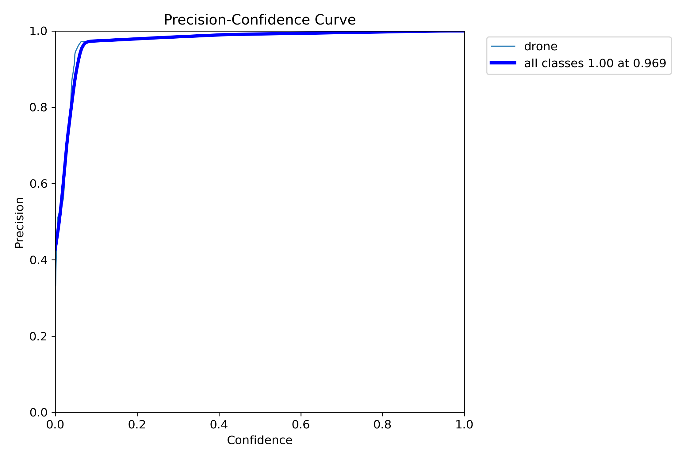 Precision-Confidence Curve
drone
all classes 1.00 at 0.969
Precision
1.0
0.8
0.6
0.4
0.2
0.0
0.0 0.2 0.4 0.6 0.8 1.0
Confidence